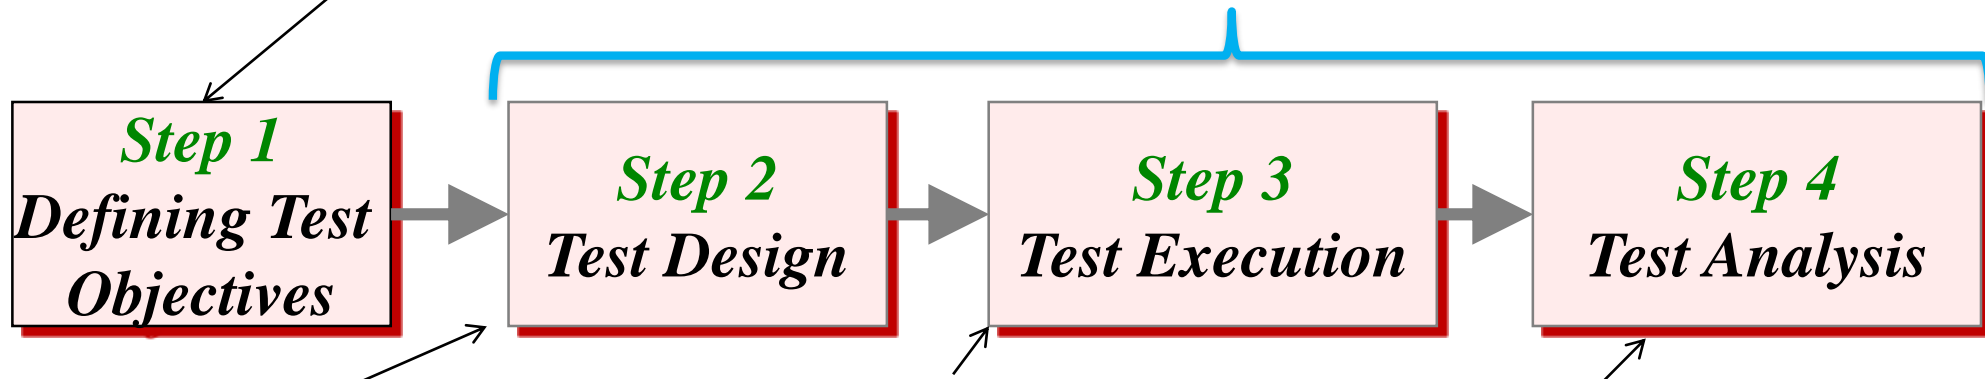 Step 1
Defining Test
Objectives
Step 2
Test Design
Step 3
Test Execution
Step 4
Test Analysis